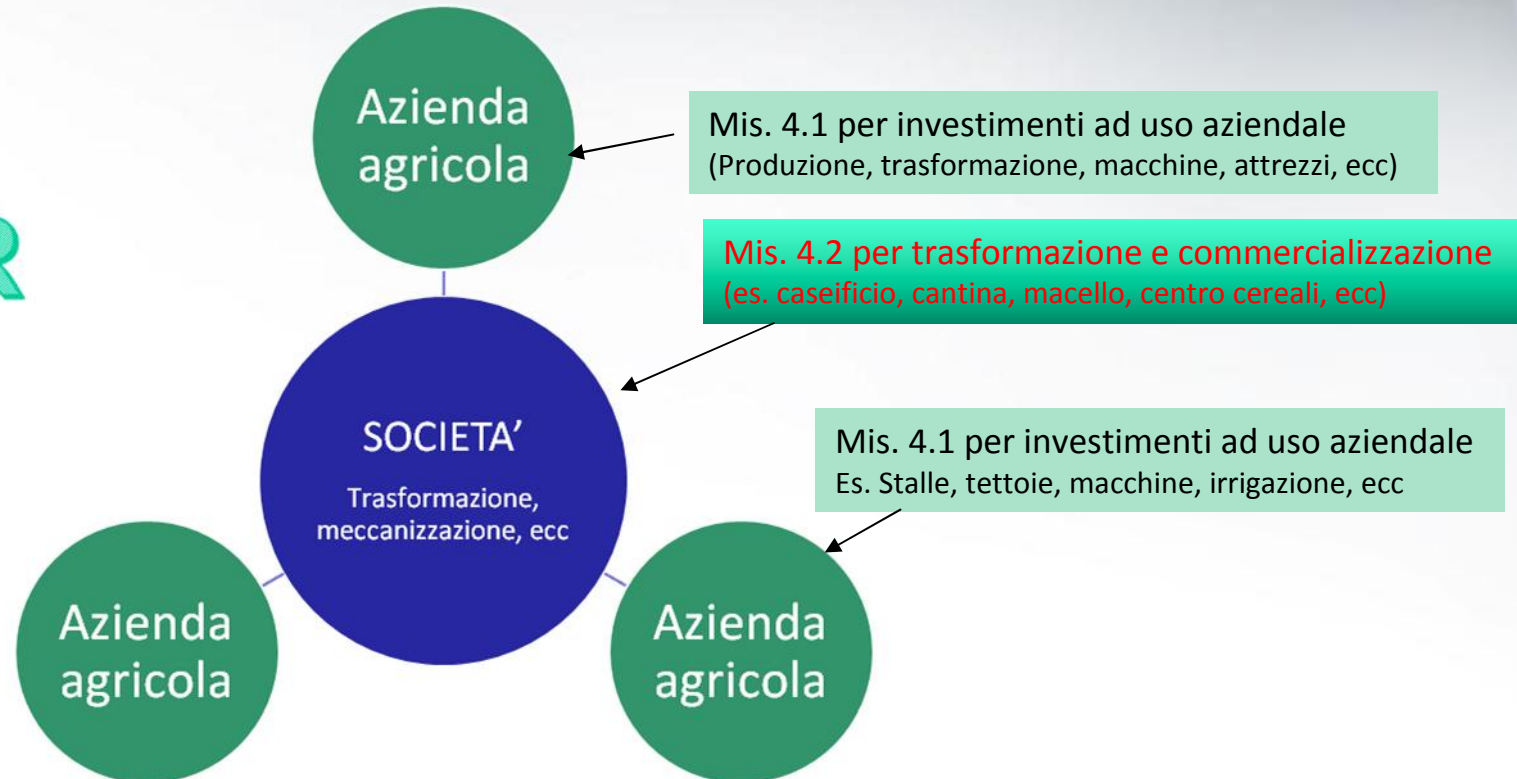 Azienda
agricola
Mis. 4.1 per investimenti ad uso aziendale
(Produzione, trasformazione, macchine, attrezzi, ecc)
R
Mis. 4.2 per trasformazione e commercializzazione
(es. caseificio, cantina, macello, centro cereali, ecc)
SOCIETA’
Trasformazione,
meccanizzazione, ecc
Mis. 4.1 per investimenti ad uso aziendale
Es. Stalle, tettoie, macchine, irrigazione, ecc
Azienda
agricola
Azienda
agricola